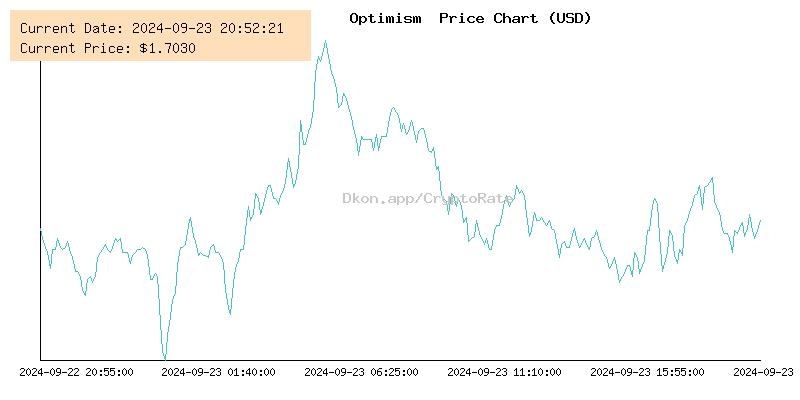 Optimism Price Chart (USD)
Current Date: 2024-09-23 20:52:21
Current Price: $1.7030
Dkon.app/CryptoRate
2024-09-22 20:55:00 2024-09-23 01:40:00 2024-09-23 06:25:00 2024-09-23 11:10:00 2024-09-23 15:55:00 2024-09-23